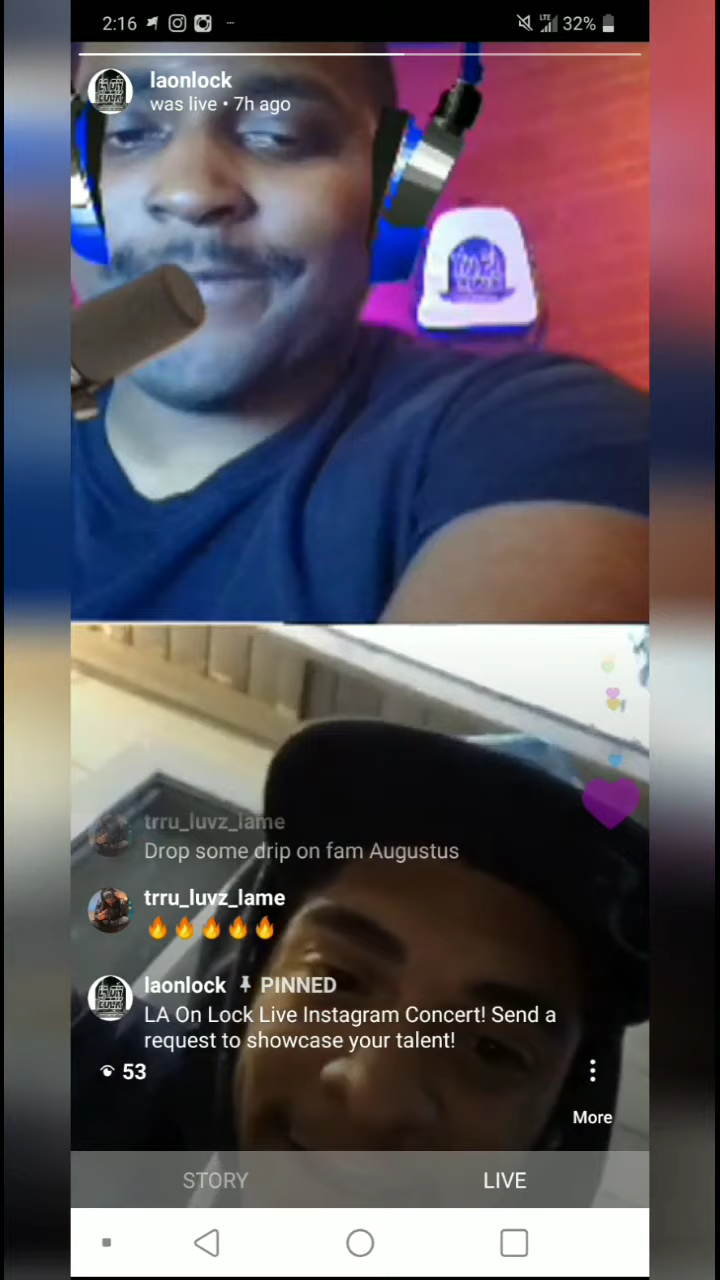 2:16 LTE 32%
laonlock
was live • 7h ago
trru_luvz_lame
Drop some drip on fam Augustus
trru_luvz_lame
🔥🔥🔥🔥🔥
laonlock PINNED
LA On Lock Live Instagram Concert! Send a
request to showcase your talent!
53
More
STORY LIVE